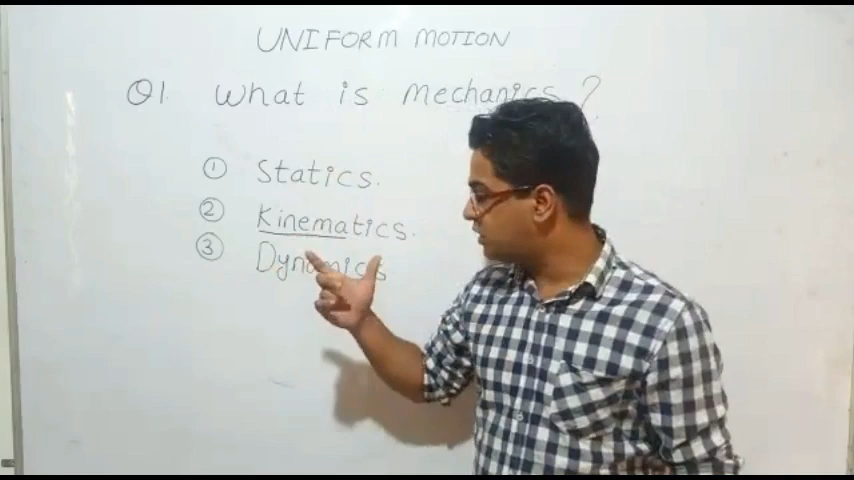 UNIFORM MOTION
Q1. What is mechanics ?
① Statics.
② Kinematics.
③ Dynamics